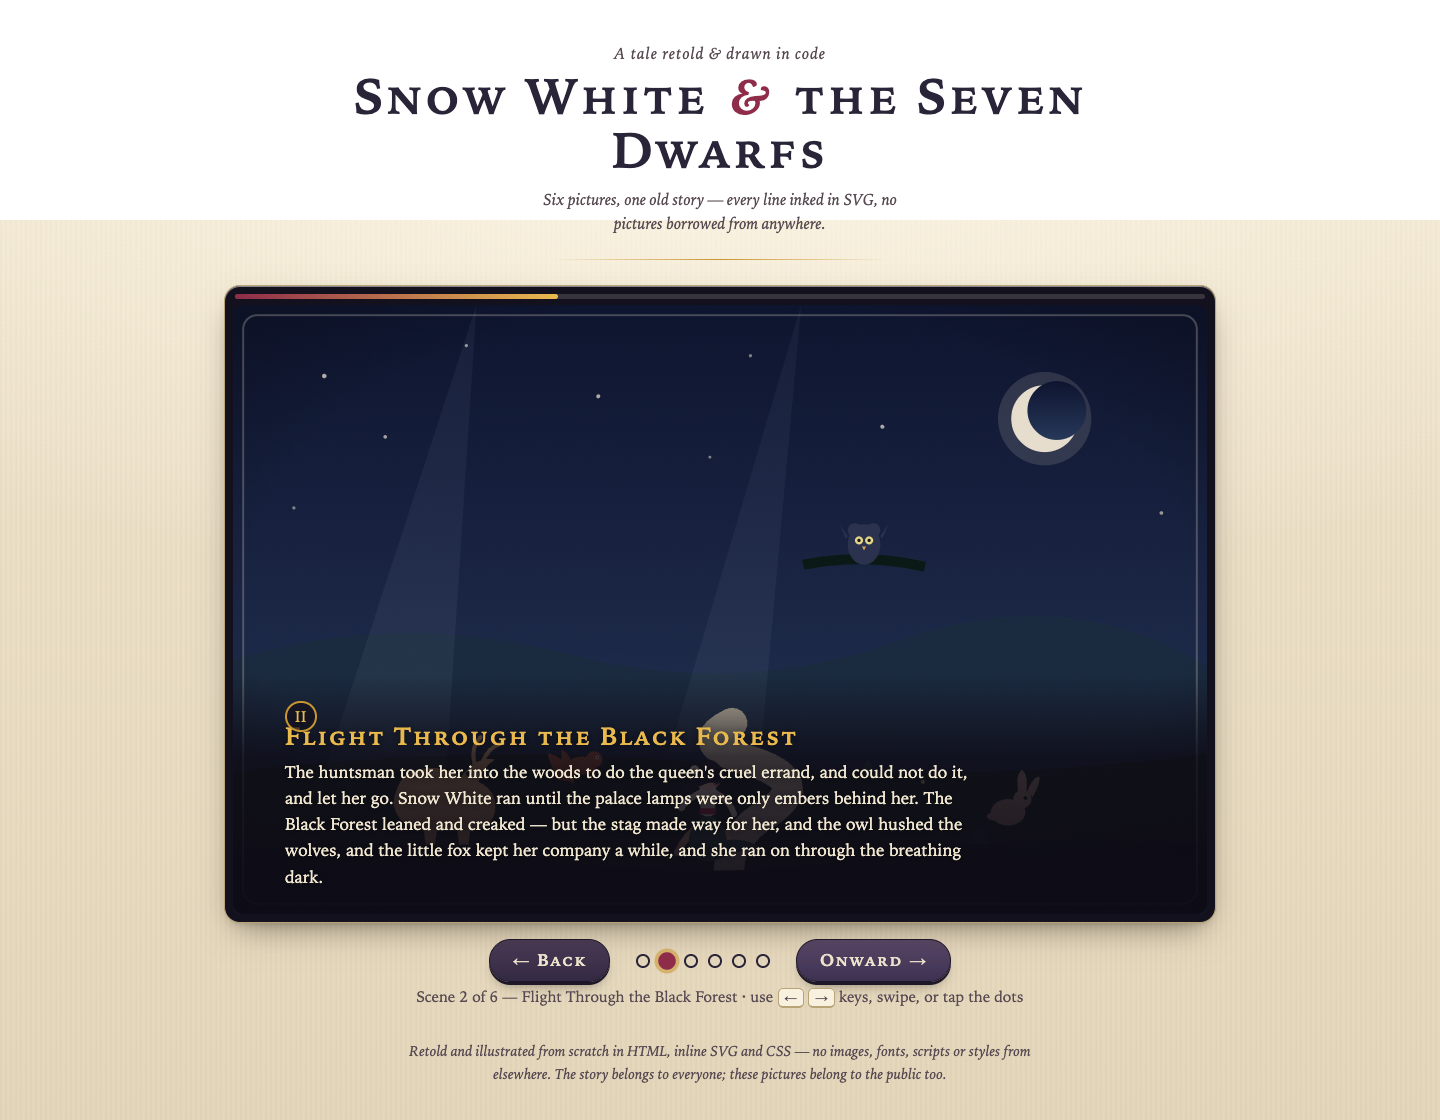 A tale retold & drawn in code
Snow White & the Seven
Dwarfs
Six pictures, one old story — every line inked in SVG, no
pictures borrowed from anywhere.
II
Flight Through the Black Forest
The huntsman took her into the woods to do the queen's cruel errand, and could not do it,
and let her go. Snow White ran until the palace lamps were only embers behind her. The
Black Forest leaned and creaked — but the stag made way for her, and the owl hushed the
wolves, and the little fox kept her company a while, and she ran on through the breathing
dark.
← Back
Onward →
Scene 2 of 6 — Flight Through the Black Forest · use ← → keys, swipe, or tap the dots
Retold and illustrated from scratch in HTML, inline SVG and CSS — no images, fonts, scripts or styles from
elsewhere. The story belongs to everyone; these pictures belong to the public too.